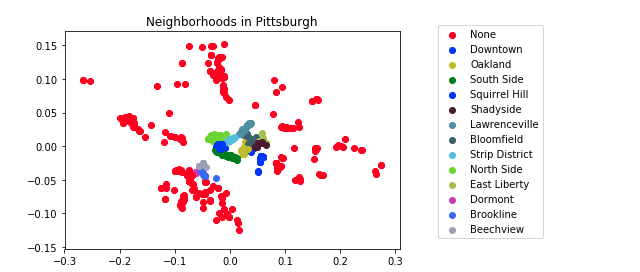 Neighborhoods in Pittsburgh
0.15
0.10
0.05
0.00
−0.05
−0.10
−0.15
−0.3
−0.2
−0.1
0.0
0.1
0.2
0.3
None
Downtown
Oakland
South Side
Squirrel Hill
Shadyside
Lawrenceville
Bloomfield
Strip District
North Side
East Liberty
Dormont
Brookline
Beechview